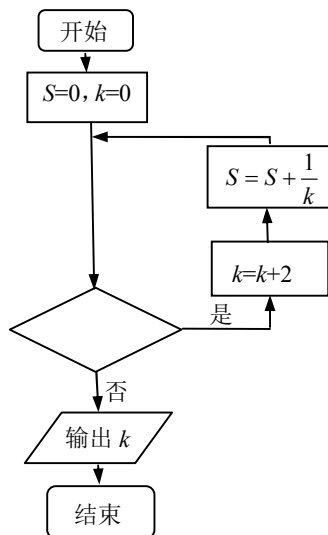 开始
S=0, k=0
S = S + 1/k
k=k+2
是
否
输出 k
结束